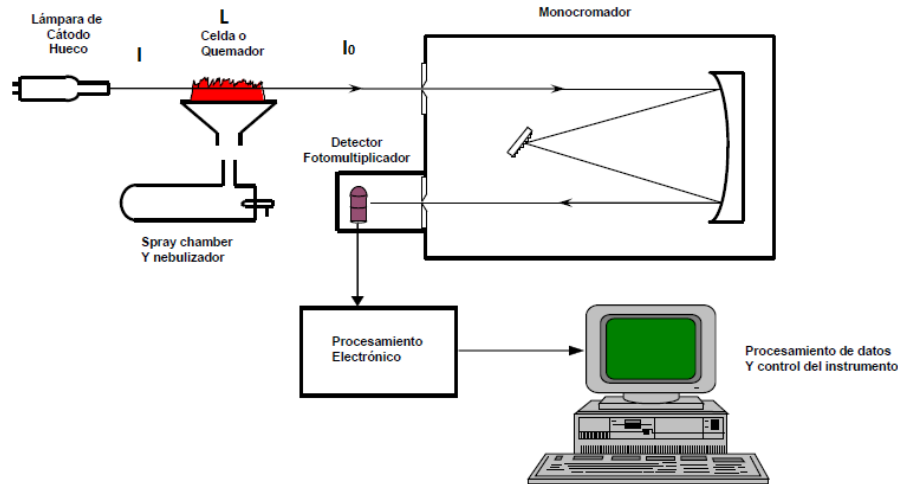 Lámpara de
Cátodo
Hueco
I
L
Celda o
Quemador
I0
Monocromador
Detector
Fotomultiplicador
Spray chamber
Y nebulizador
Procesamiento
Electrónico
Procesamiento de datos
Y control del instrumento